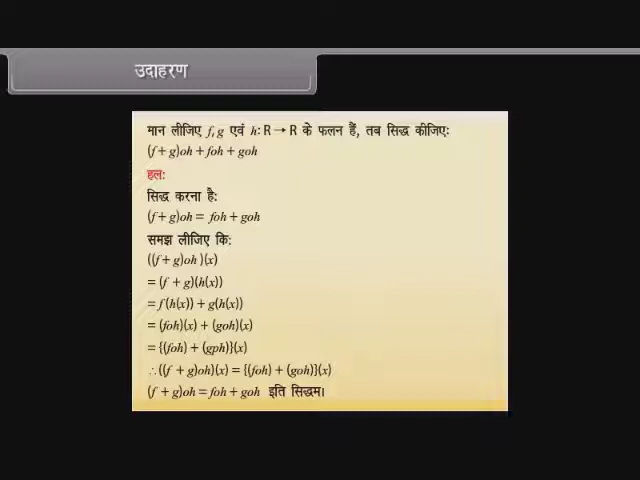 उदाहरण
मान लीजिए f, g एवं h: R → R के फलन हैं, तब सिद्ध कीजिए:
(f + g)oh + foh + goh
हल:
सिद्ध करना है:
(f + g)oh = foh + goh
समझ लीजिए कि:
((f + g)oh )(x)
= (f + g)(h(x))
= f(h(x)) + g(h(x))
= (foh)(x) + (goh)(x)
= {(foh) + (gph)}(x)
∴ ((f + g)oh)(x) = {(foh) + (goh)}(x)
(f + g)oh = foh + goh इति सिद्धम।